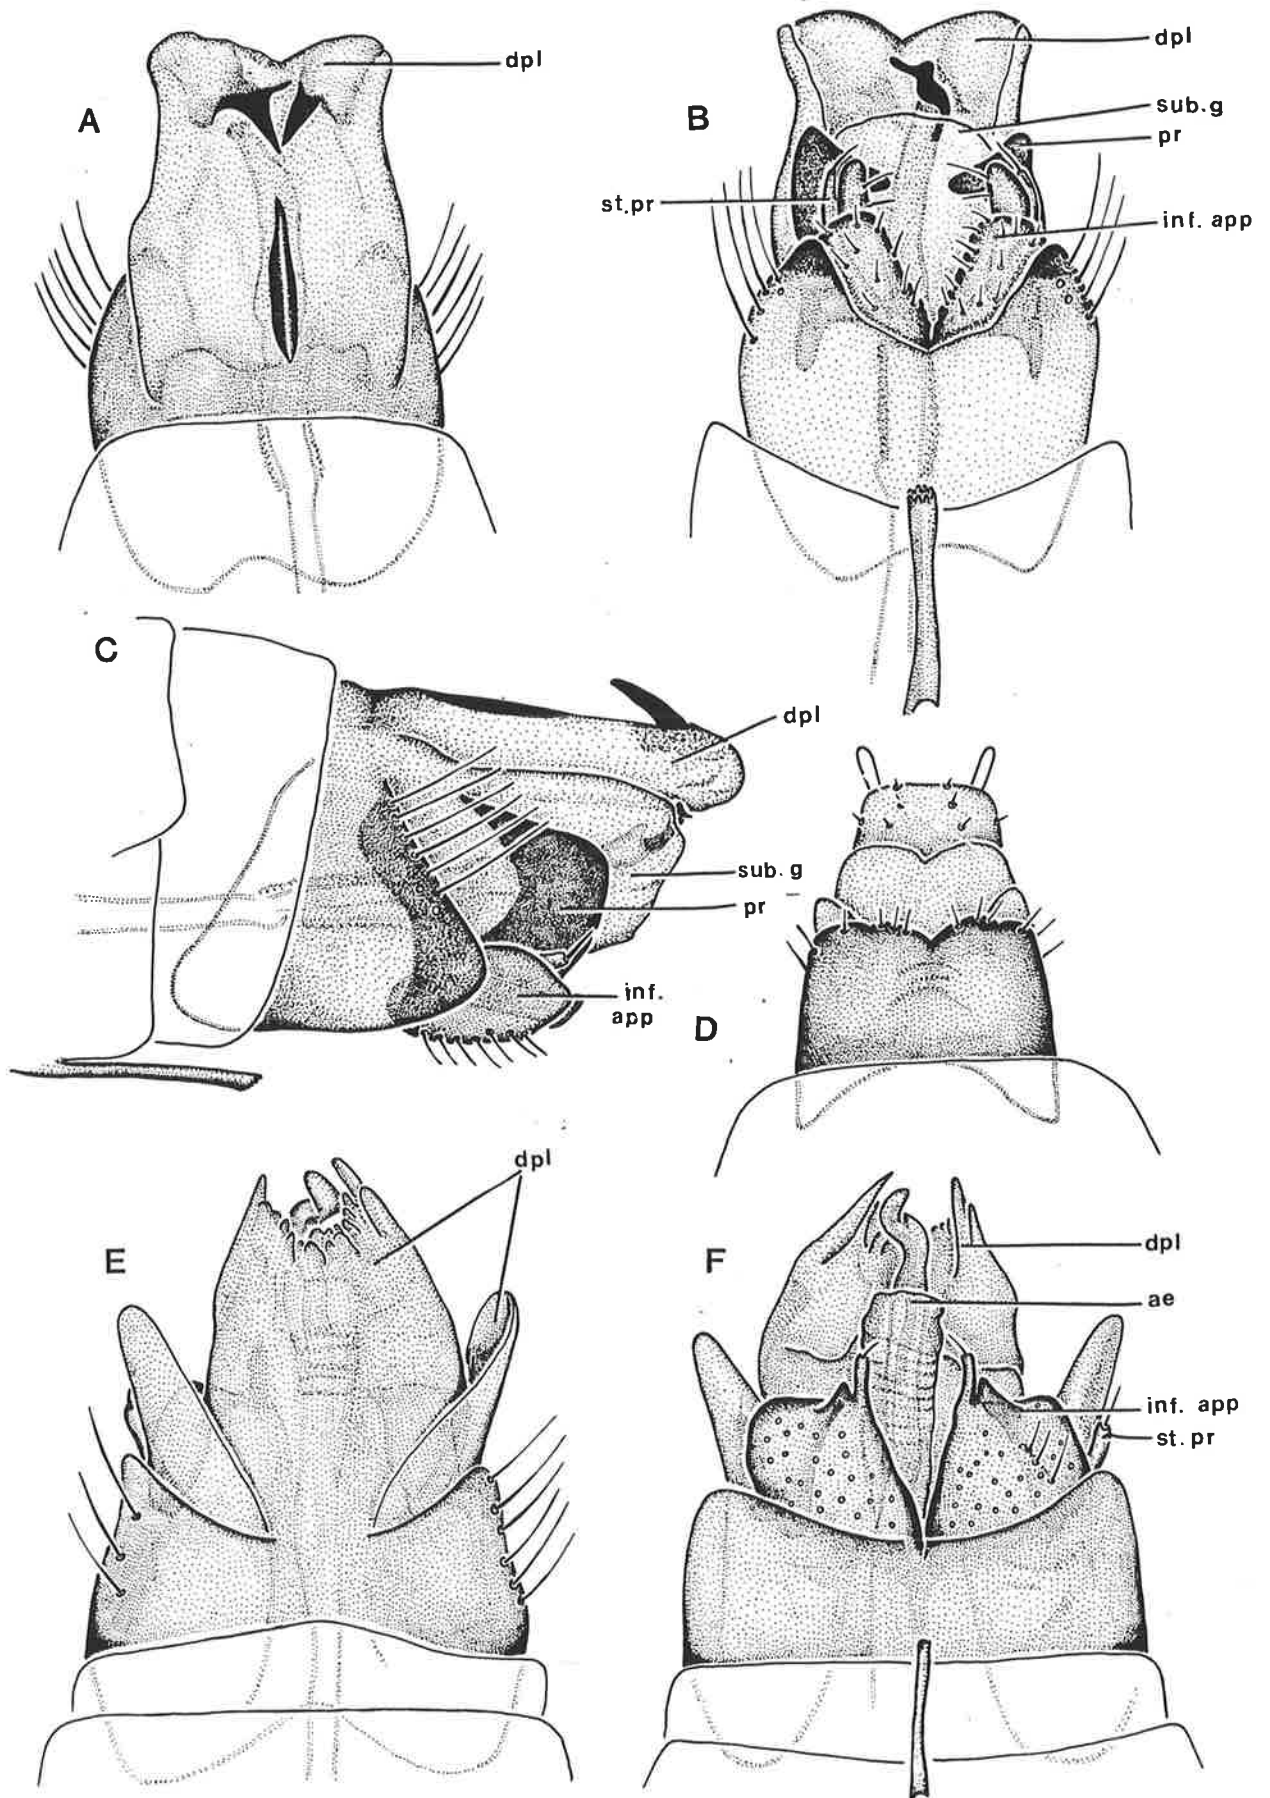 dpl
A
dpl
sub.g
pr
B
st.pr
inf. app
C
dpl
sub.g
pr
inf.
app
D
dpl
E
F
dpl
ae
inf. app
st.pr